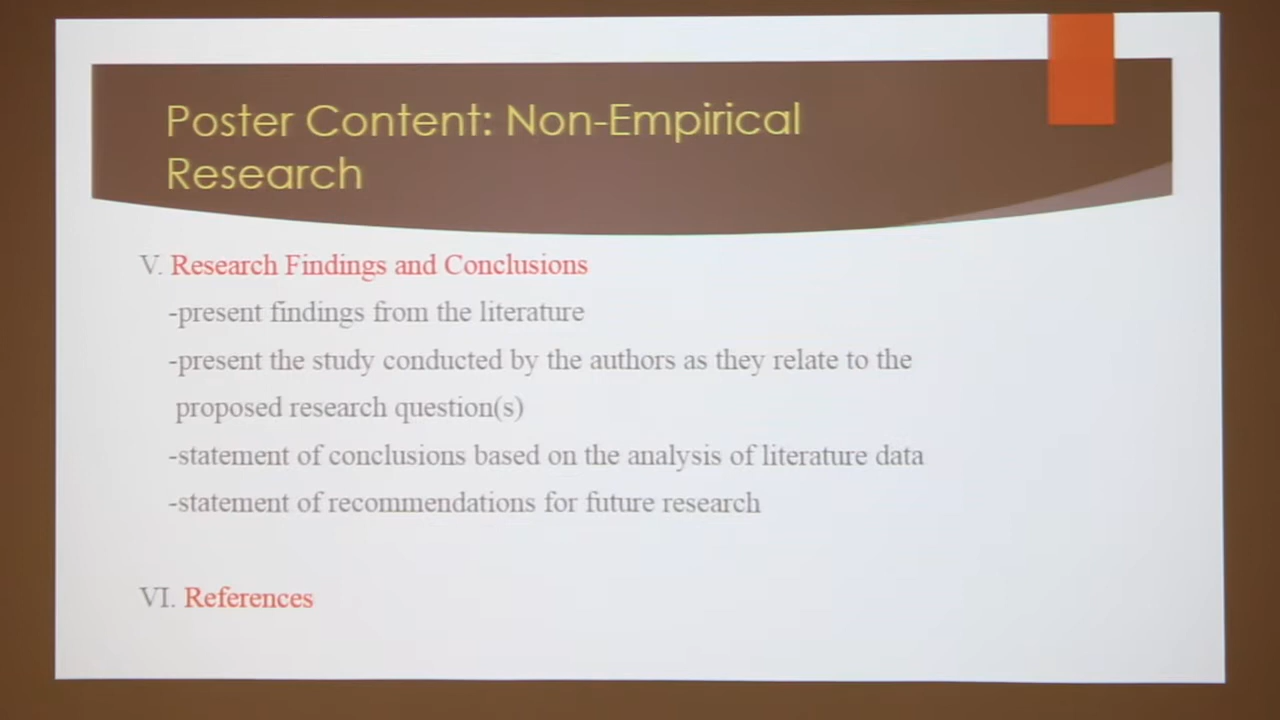 Poster Content: Non-Empirical
Research
V. Research Findings and Conclusions
-present findings from the literature
-present the study conducted by the authors as they relate to the
proposed research question(s)
-statement of conclusions based on the analysis of literature data
-statement of recommendations for future research
VI. References